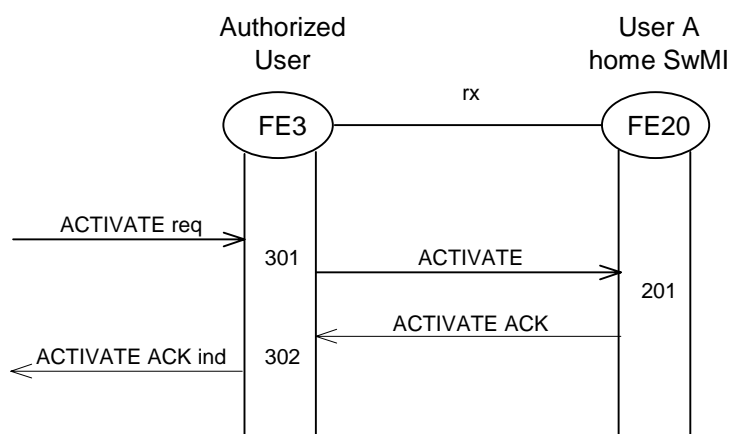 Authorized
User
User A
home SwMI
rx
FE3
FE20
ACTIVATE req
301
ACTIVATE
201
ACTIVATE ACK
ACTIVATE ACK ind
302